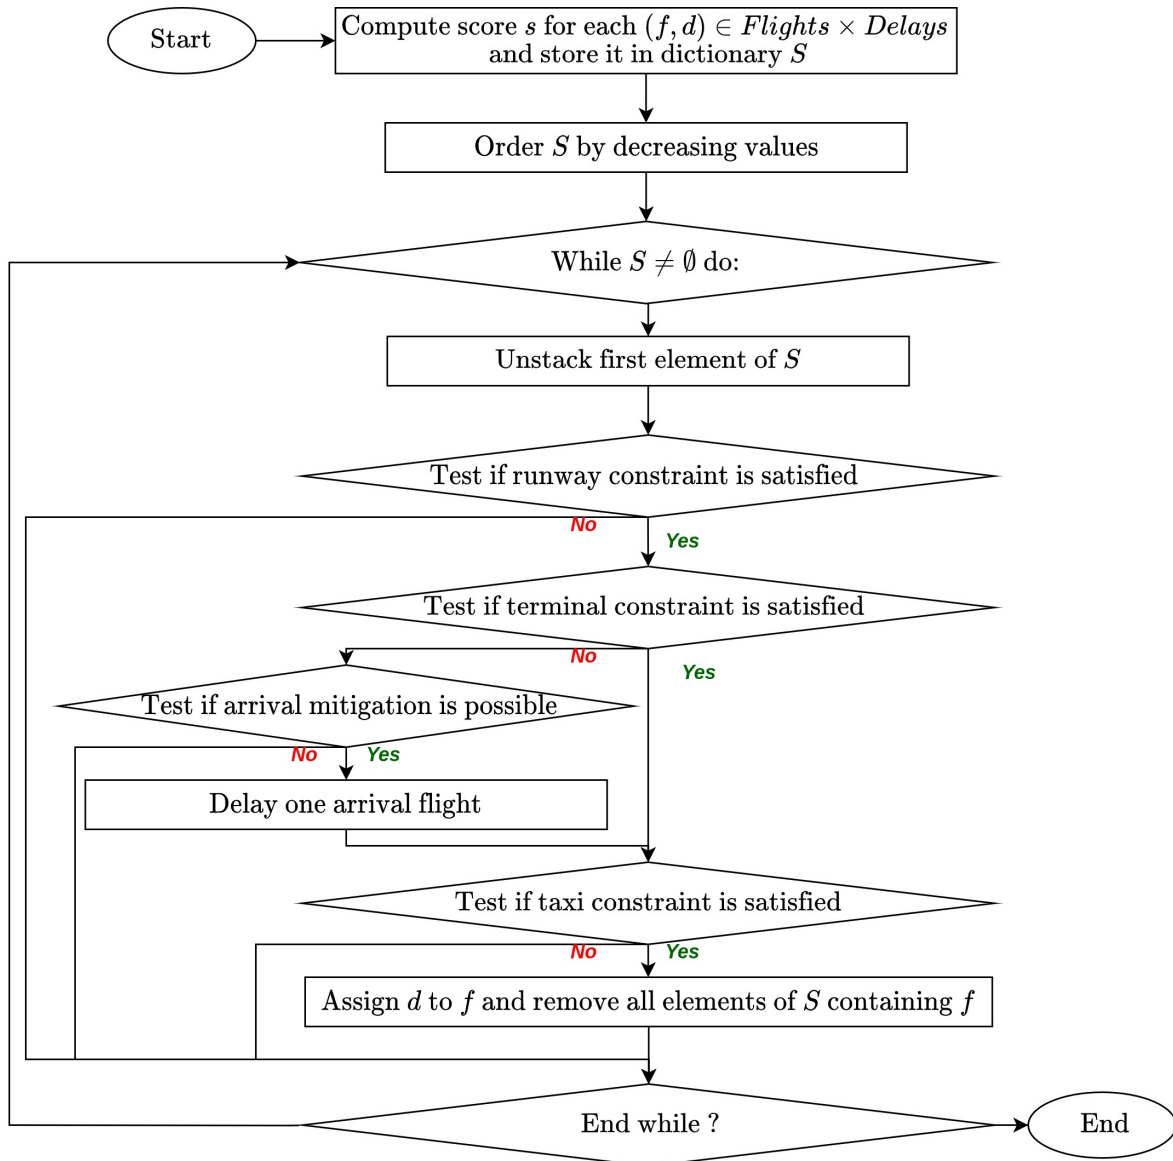 Start
Compute score s for each (f, d) ∈ Flights × Delays
and store it in dictionary S
Order S by decreasing values
While S ≠ ∅ do:
Unstack first element of S
Test if runway constraint is satisfied
No
Yes
Test if terminal constraint is satisfied
No
Yes
Test if arrival mitigation is possible
No
Yes
Delay one arrival flight
Test if taxi constraint is satisfied
No
Yes
Assign d to f and remove all elements of S containing f
End while ?
End